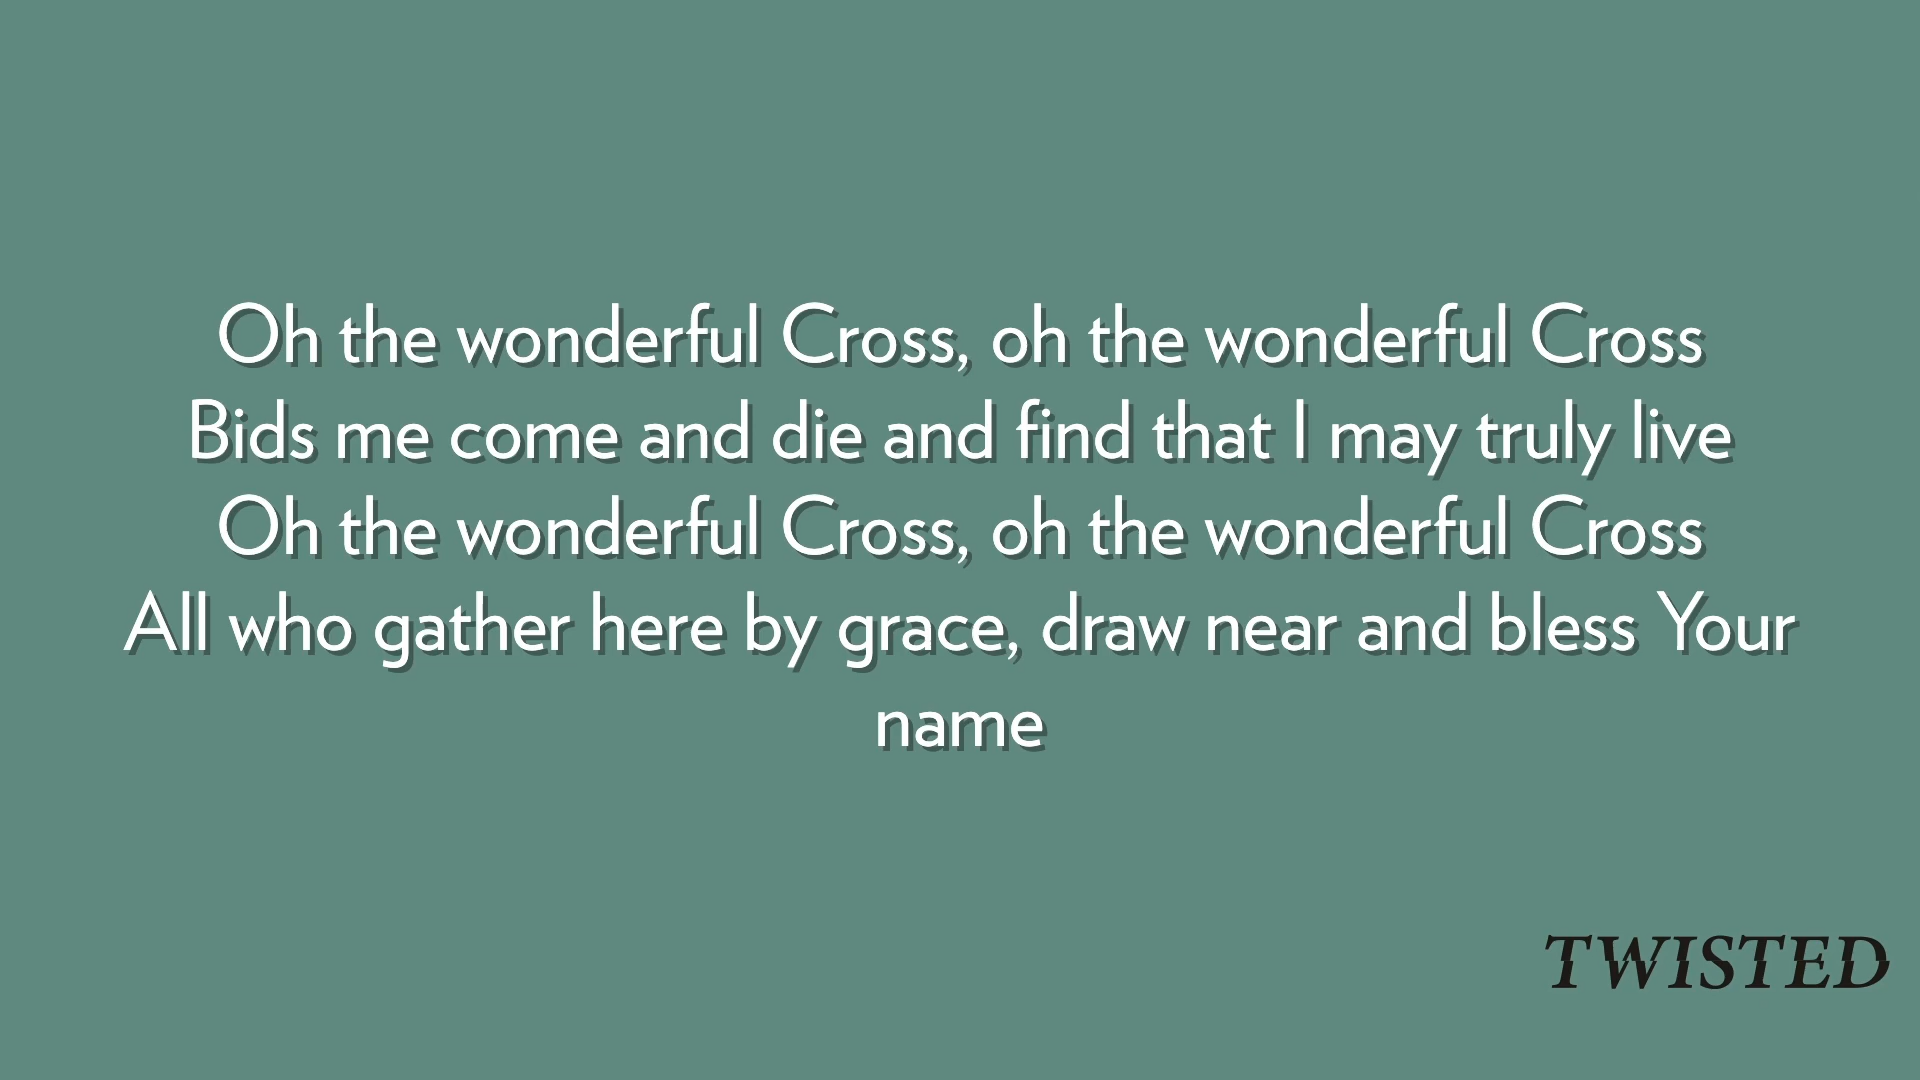 Oh the wonderful Cross, oh the wonderful Cross
Bids me come and die and find that I may truly live
Oh the wonderful Cross, oh the wonderful Cross
All who gather here by grace, draw near and bless Your
name
TWISTED